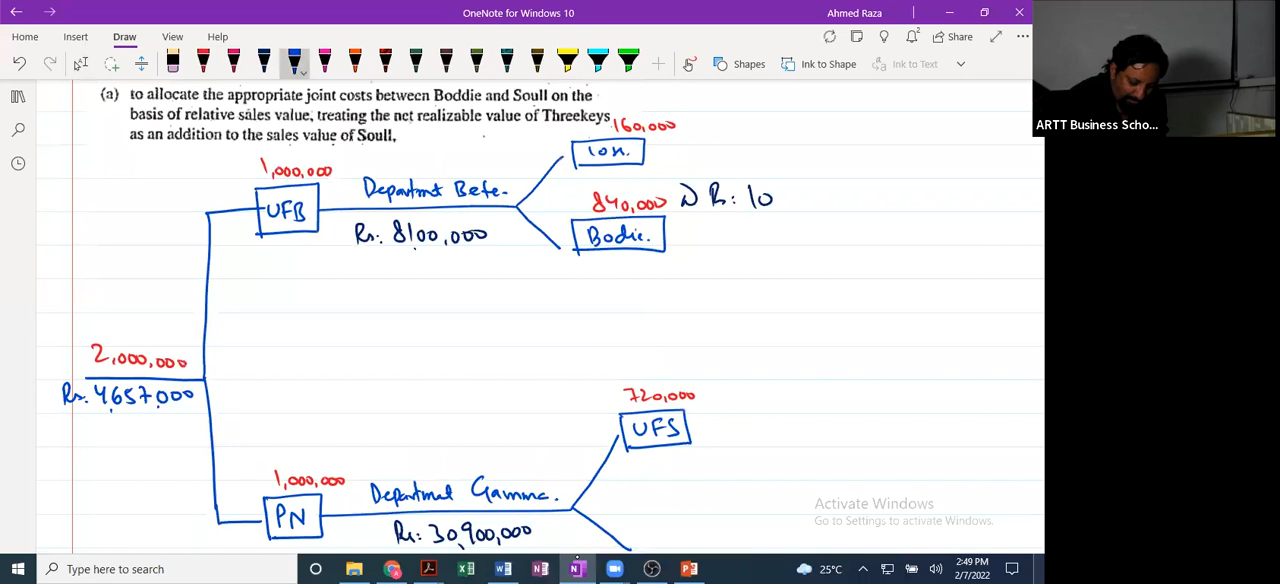 OneNote for Windows 10
Ahmed Raza
Home Insert Draw View Help
Share
Shapes Ink to Shape Ink to Text
(a) to allocate the appropriate joint costs between Boddie and Soull on the
basis of relative sales value, treating the net realizable value of Threekeys
as an addition to the sales value of Soull,
ARTT Business Scho...
160,000
1,000,000
UFB
Department Bete.
Rs: 8100,000
840,000
Rs: 10
Bodie.
2,000,000
Rs. 4,657,000
720,000
UFS
1,000,000
PN
Department Gamma.
Rs: 30,900,000
Activate Windows
Go to Settings to activate Windows.
Type here to search
25°C
2:49 PM
2/7/2022